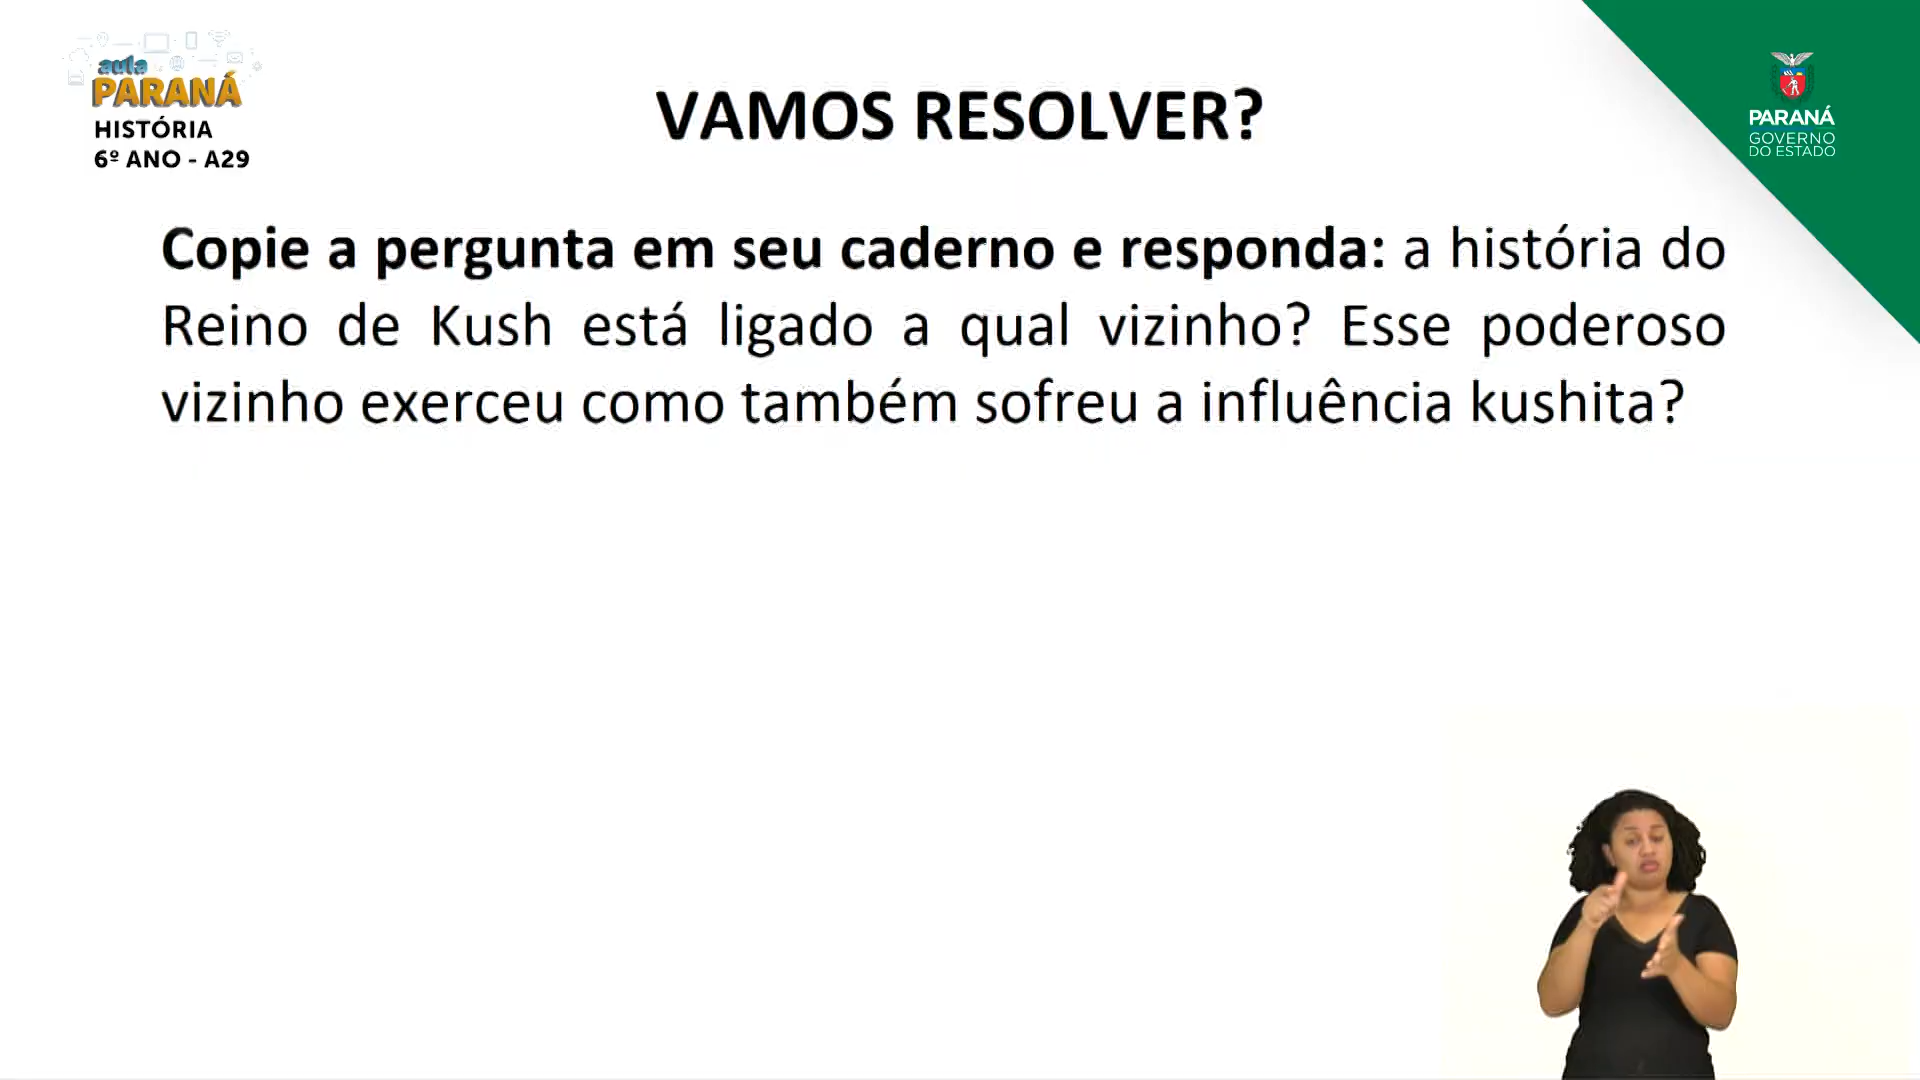 aula
PARANÁ
HISTÓRIA
6º ANO - A29
VAMOS RESOLVER?
PARANÁ
GOVERNO
DO ESTADO
Copie a pergunta em seu caderno e responda: a história do
Reino de Kush está ligado a qual vizinho? Esse poderoso
vizinho exerceu como também sofreu a influência kushita?